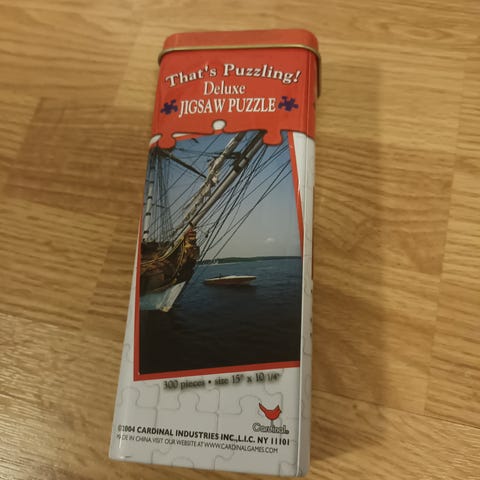 That's Puzzling!
Deluxe
JIGSAW PUZZLE
300 pieces • size 15" x 10 1/4"
Cardinal
©2004 CARDINAL INDUSTRIES INC., L.I.C. NY 11101
MADE IN CHINA VISIT OUR WEBSITE AT WWW.CARDINALGAMES.COM